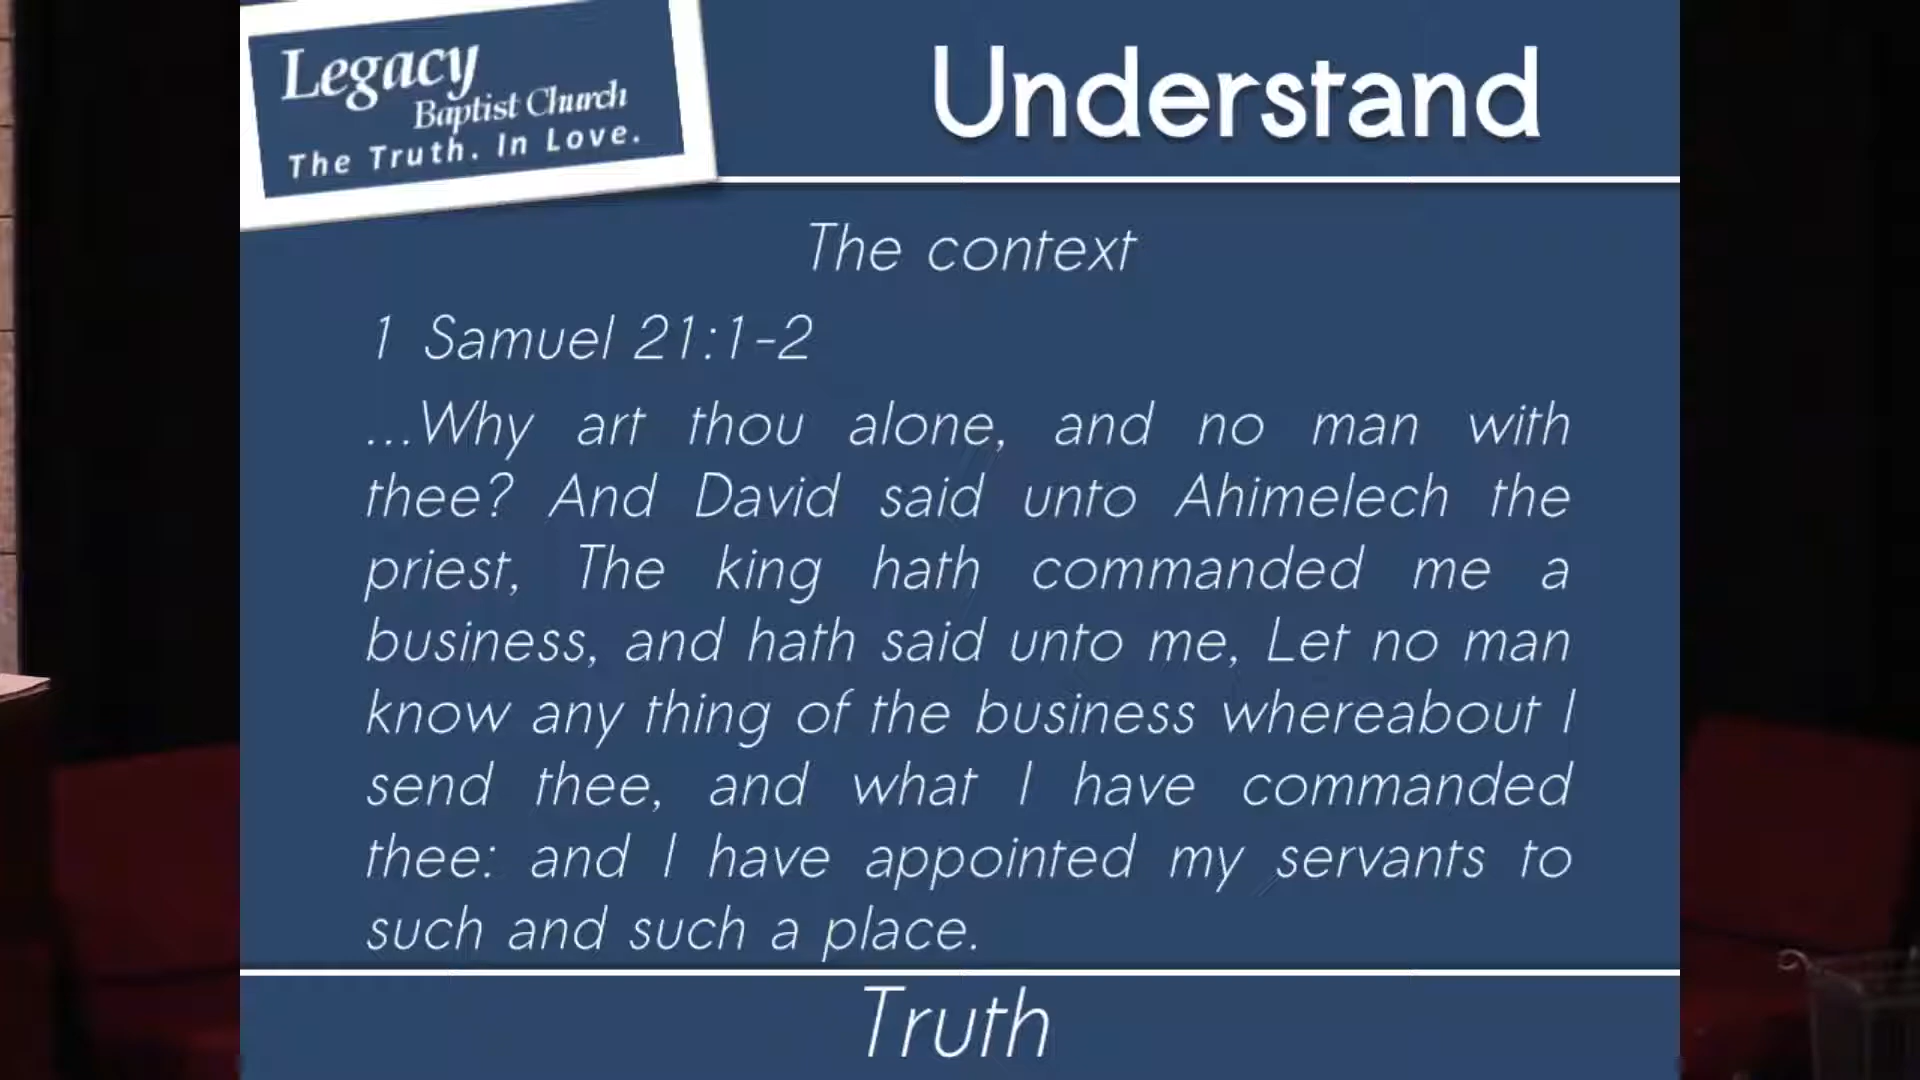 Legacy
Baptist Church
The Truth. In Love.
Understand
The context
1 Samuel 21:1-2
...Why art thou alone, and no man with
thee? And David said unto Ahimelech the
priest, The king hath commanded me a
business, and hath said unto me, Let no man
know any thing of the business whereabout I
send thee, and what I have commanded
thee: and I have appointed my servants to
such and such a place.
Truth